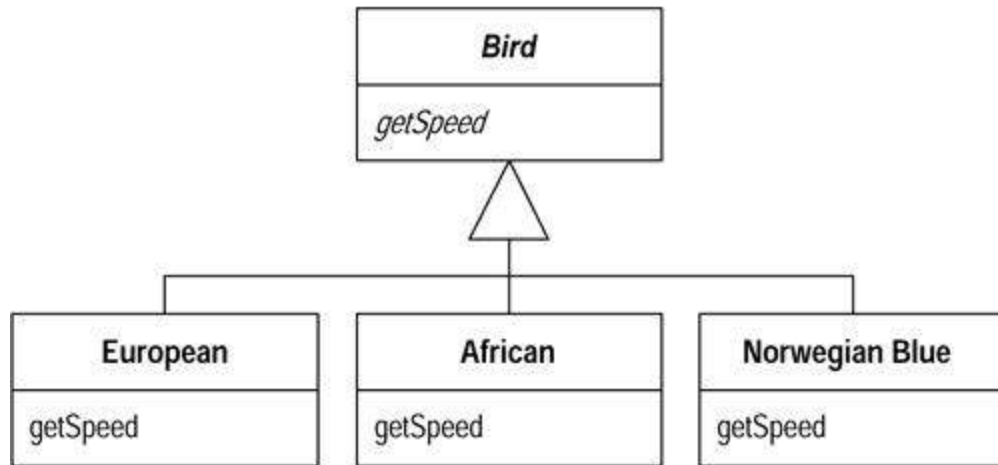 Bird
getSpeed
European
African
Norwegian Blue
getSpeed
getSpeed
getSpeed